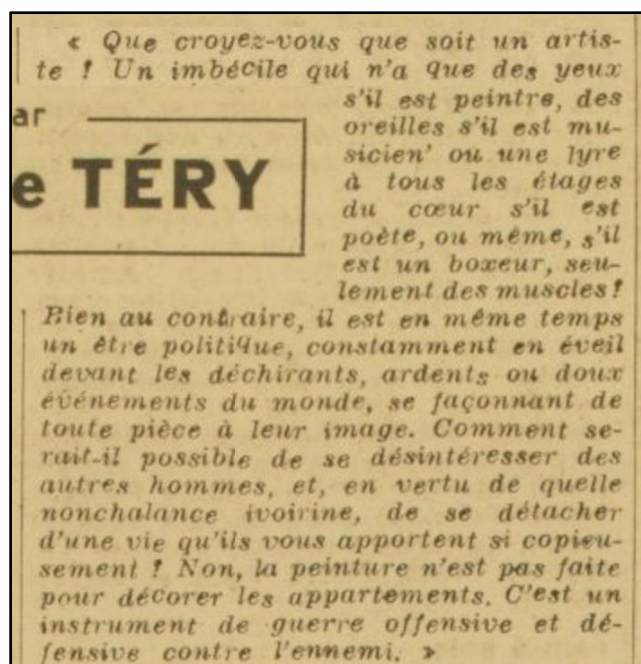 « Que croyez-vous que soit un artis-
te ? Un imbécile qui n'a que des yeux
s'il est peintre, des
oreilles s'il est mu-
sicien' ou une lyre
à tous les étages
du cœur s'il est
poète, ou même, s'il
est un boxeur, seu-
lement des muscles?
Bien au contraire, il est en même temps
un être politique, constamment en éveil
devant les déchirants, ardents ou doux
événements du monde, se façonnant de
toute pièce à leur image. Comment se-
rait-il possible de se désintéresser des
autres hommes, et, en vertu de quelle
nonchalance ivoirine, de se détacher
d'une vie qu'ils vous apportent si copieu-
sement ? Non, la peinture n'est pas faite
pour décorer les appartements. C'est un
instrument de guerre offensive et dé-
fensive contre l'ennemi. »
ar
e TÉRY